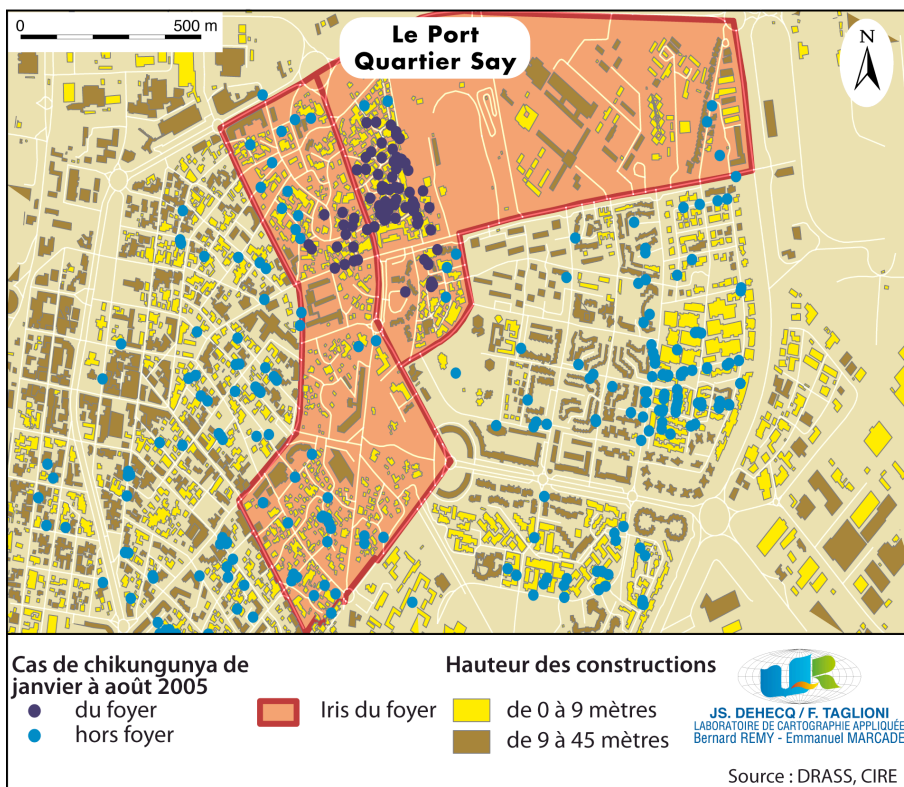 0 500 m
Le Port
Quartier Say
N
Cas de chikungunya de
janvier à août 2005
du foyer
hors foyer
Iris du foyer
Hauteur des constructions
de 0 à 9 mètres
de 9 à 45 mètres
UR
JS. DEHECQ / F. TAGLIONI
LABORATOIRE DE CARTOGRAPHIE APPLIQUÉE
Bernard REMY - Emmanuel MARCADE
Source : DRASS, CIRE